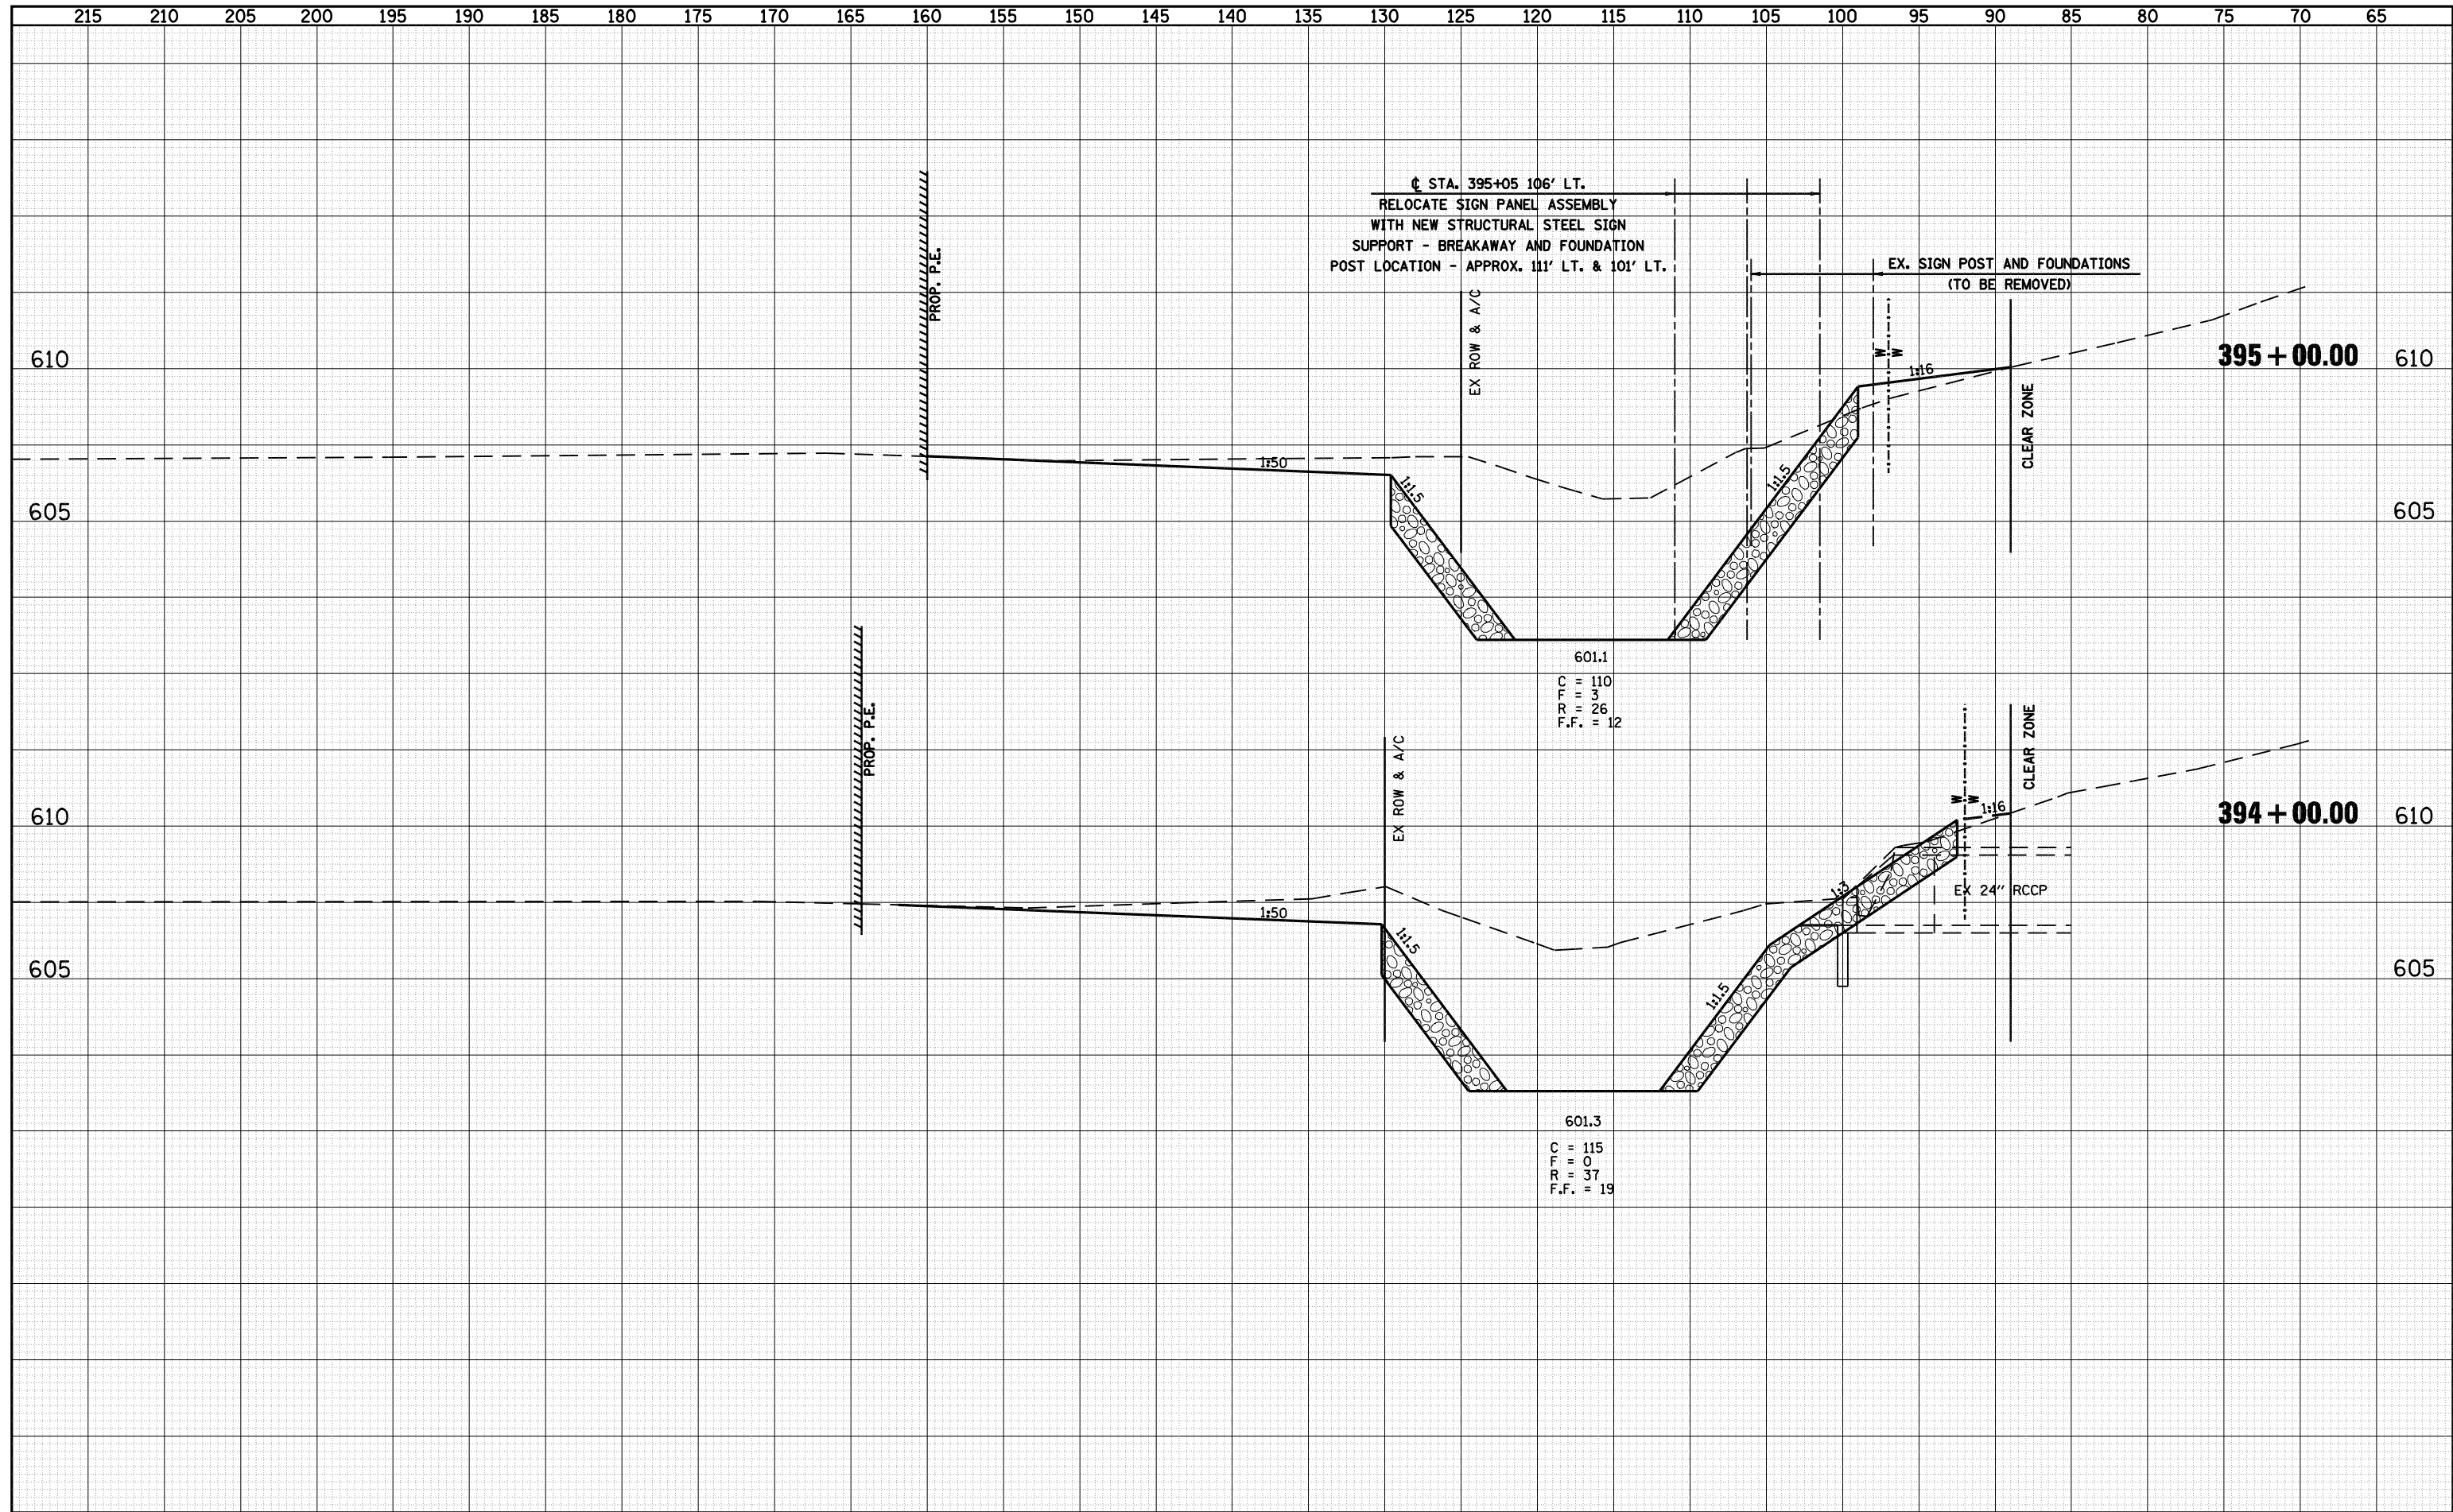 215 210 205 200 195 190 185 180 175 170 165 160 155 150 145 140 135 130 125 120 115 110 105 100 95 90 85 80 75 70 65
℄ STA. 395+05 106' LT.
RELOCATE SIGN PANEL ASSEMBLY
WITH NEW STRUCTURAL STEEL SIGN
SUPPORT - BREAKAWAY AND FOUNDATION
POST LOCATION - APPROX. 111' LT. & 101' LT.
EX. SIGN POST AND FOUNDATIONS
(TO BE REMOVED)
PROP. P.E.
EX ROW & A/C
W
CLEAR ZONE
610
395+00.00 610
1:16
1:50
1:1.5
1:1.5
605
605
601.1
C = 110
F = 3
R = 26
F.F. = 12
PROP. P.E.
EX ROW & A/C
W
CLEAR ZONE
1:16
610
394+00.00 610
EX 24" RCCP
1:3
1:50
1:1.5
1:1.5
605
605
601.3
C = 115
F = 0
R = 37
F.F. = 19